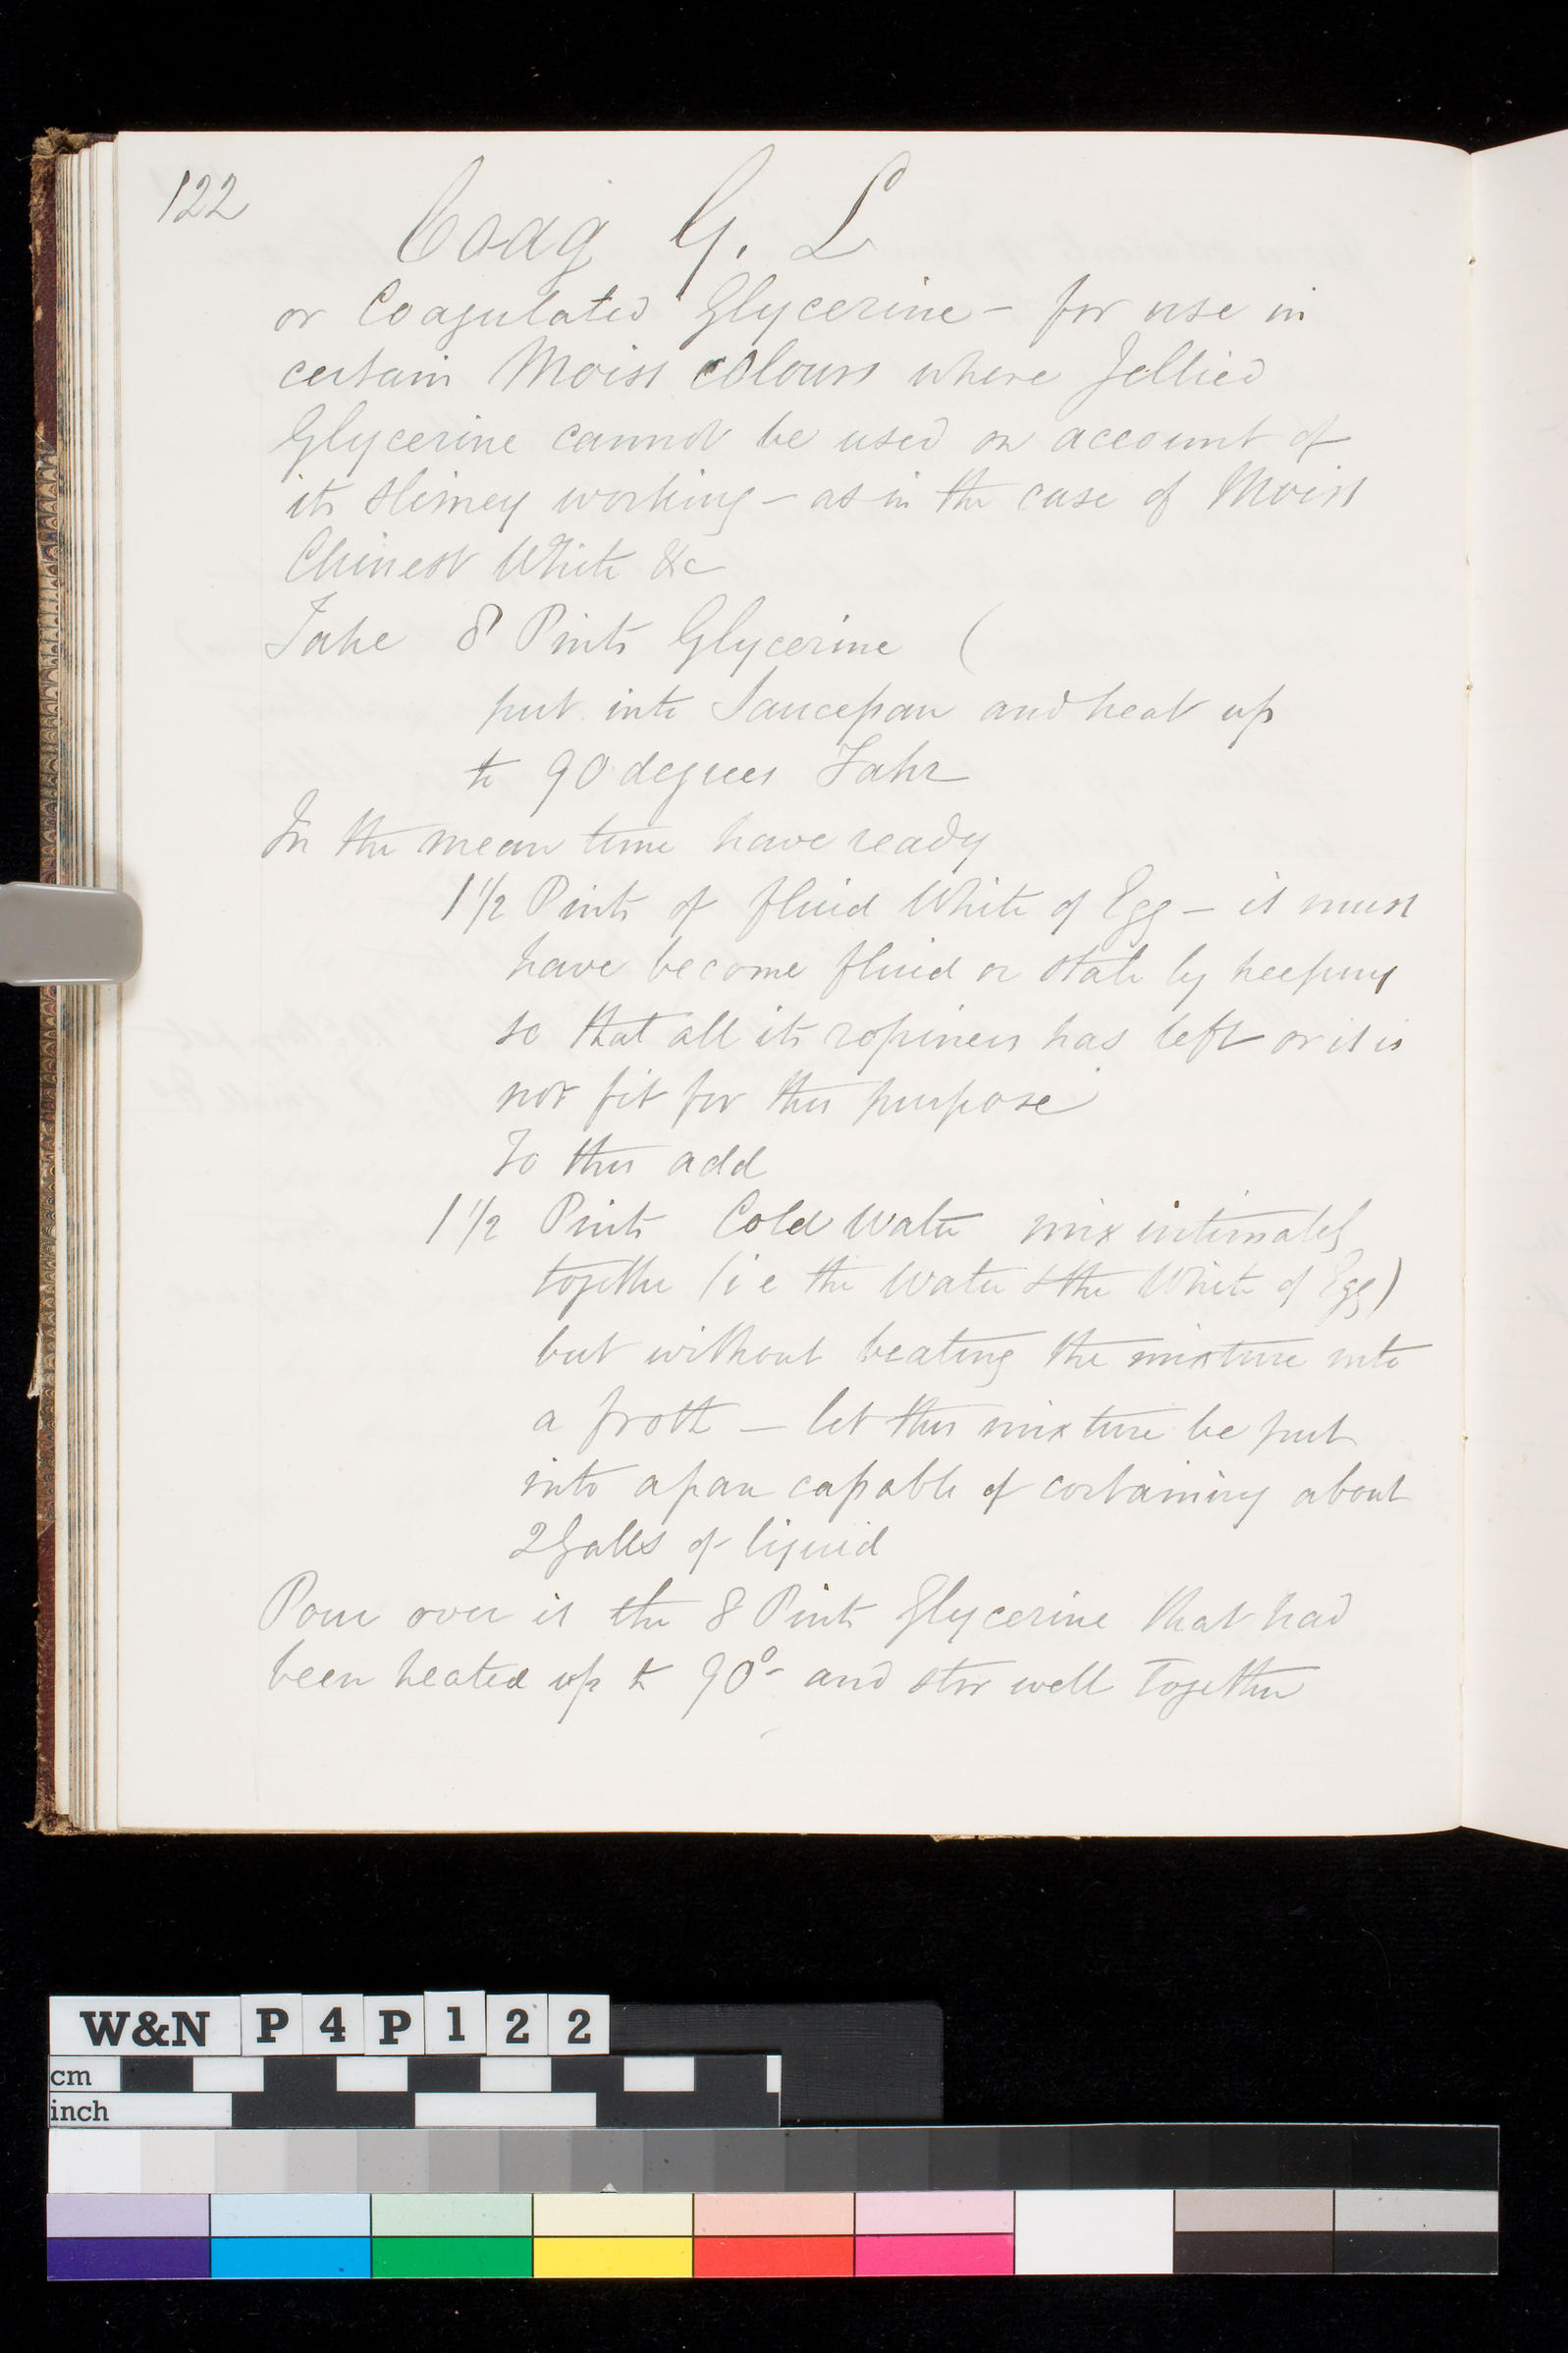 122
Coag G. L
or Coagulated Glycerine - for use in
certain Moist colours where Jellied
Glycerine cannot be used on account of
its slimey working - as in the case of Moist
Chinese White &c
Take 8 Pints Glycerine (
put into Saucepan and heat up
to 90 degrees Fahr
In the mean time have ready
1 1/2 Pints of fluid White of Egg - it must
have become fluid or stale by keeping
so that all its ropiness has left or it is
not fit for this purpose
To this add
1 1/2 Pints Cold Water mix intimately
together (i e the Water & the White of Egg)
but without beating the mixture into
a froth - let this mixture be put
into a pan capable of containing about
2 Galls of liquid
Pour over it the 8 Pints Glycerine that had
been heated up to 90° - and stir well together
W&N P4P122
cm
inch